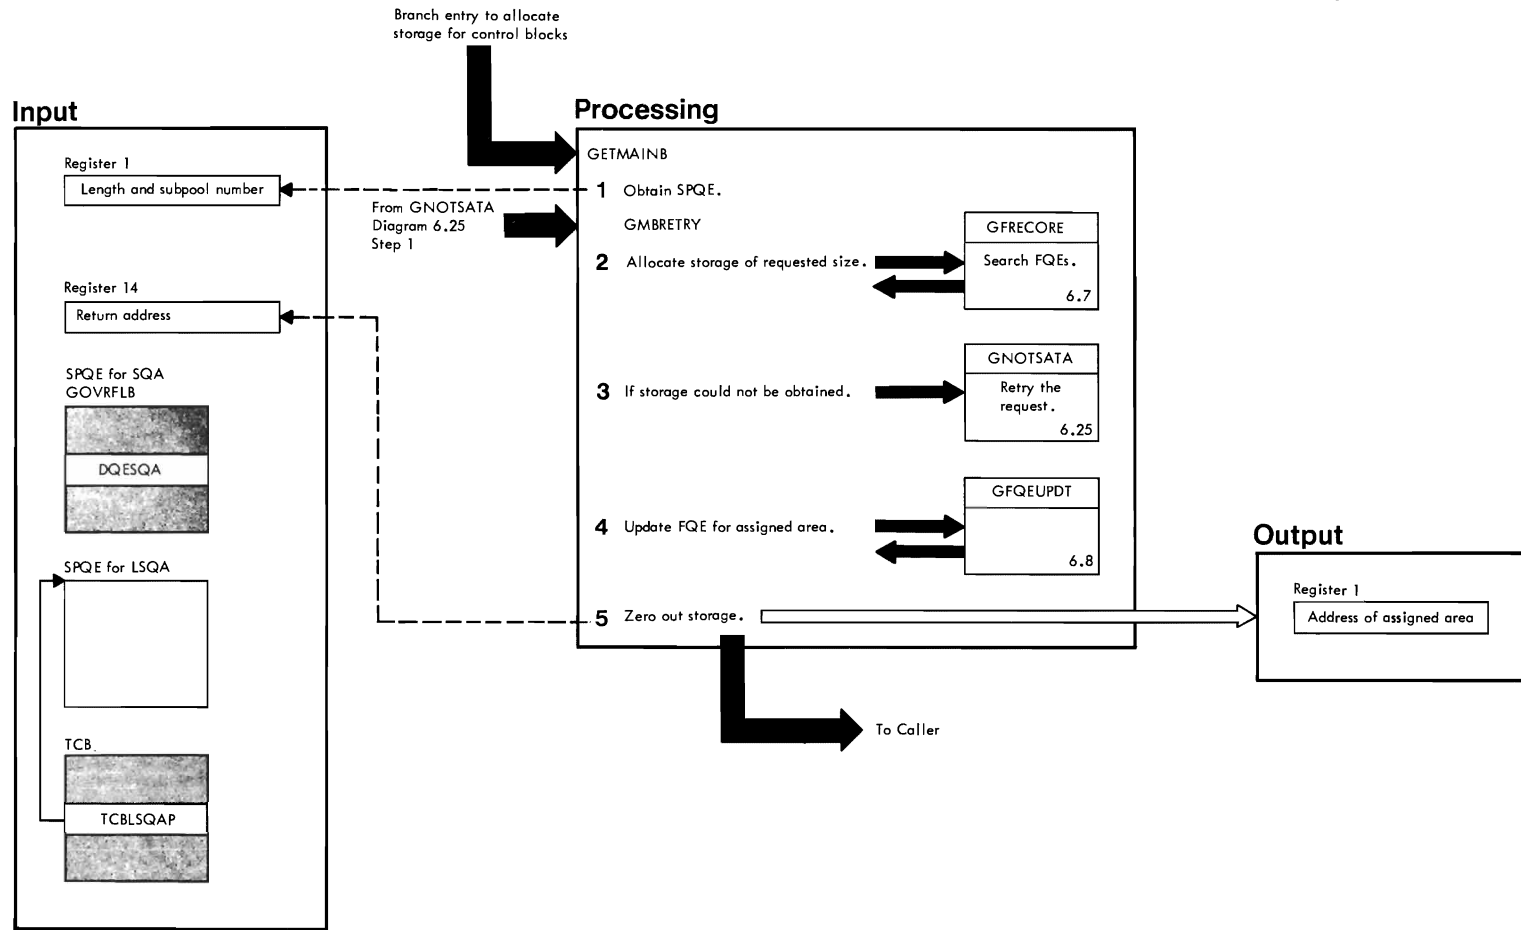 Branch entry to allocate
storage for control blocks
Input
Register 1
Length and subpool number
Register 14
Return address
SPQE for SQA
GOVRFLB
DQESQA
SPQE for LSQA
TCB
TCBLSQAP
From GNOTSATA
Diagram 6.25
Step 1
Processing
GETMAINB
1 Obtain SPQE.
GMBRETRY
2 Allocate storage of requested size.
GFRECORE
Search FQEs.
6.7
3 If storage could not be obtained.
GNOTSATA
Retry the
request.
6.25
4 Update FQE for assigned area.
GFQEUPDT
6.8
5 Zero out storage.
To Caller
Output
Register 1
Address of assigned area